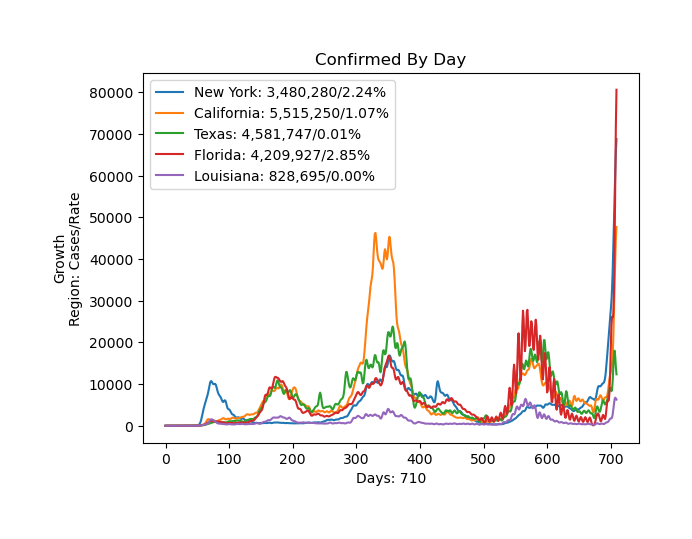 Confirmed By Day
New York: 3,480,280/2.24%
California: 5,515,250/1.07%
Texas: 4,581,747/0.01%
Florida: 4,209,927/2.85%
Louisiana: 828,695/0.00%
Growth
Region: Cases/Rate
80000
70000
60000
50000
40000
30000
20000
10000
0
0 100 200 300 400 500 600 700
Days: 710